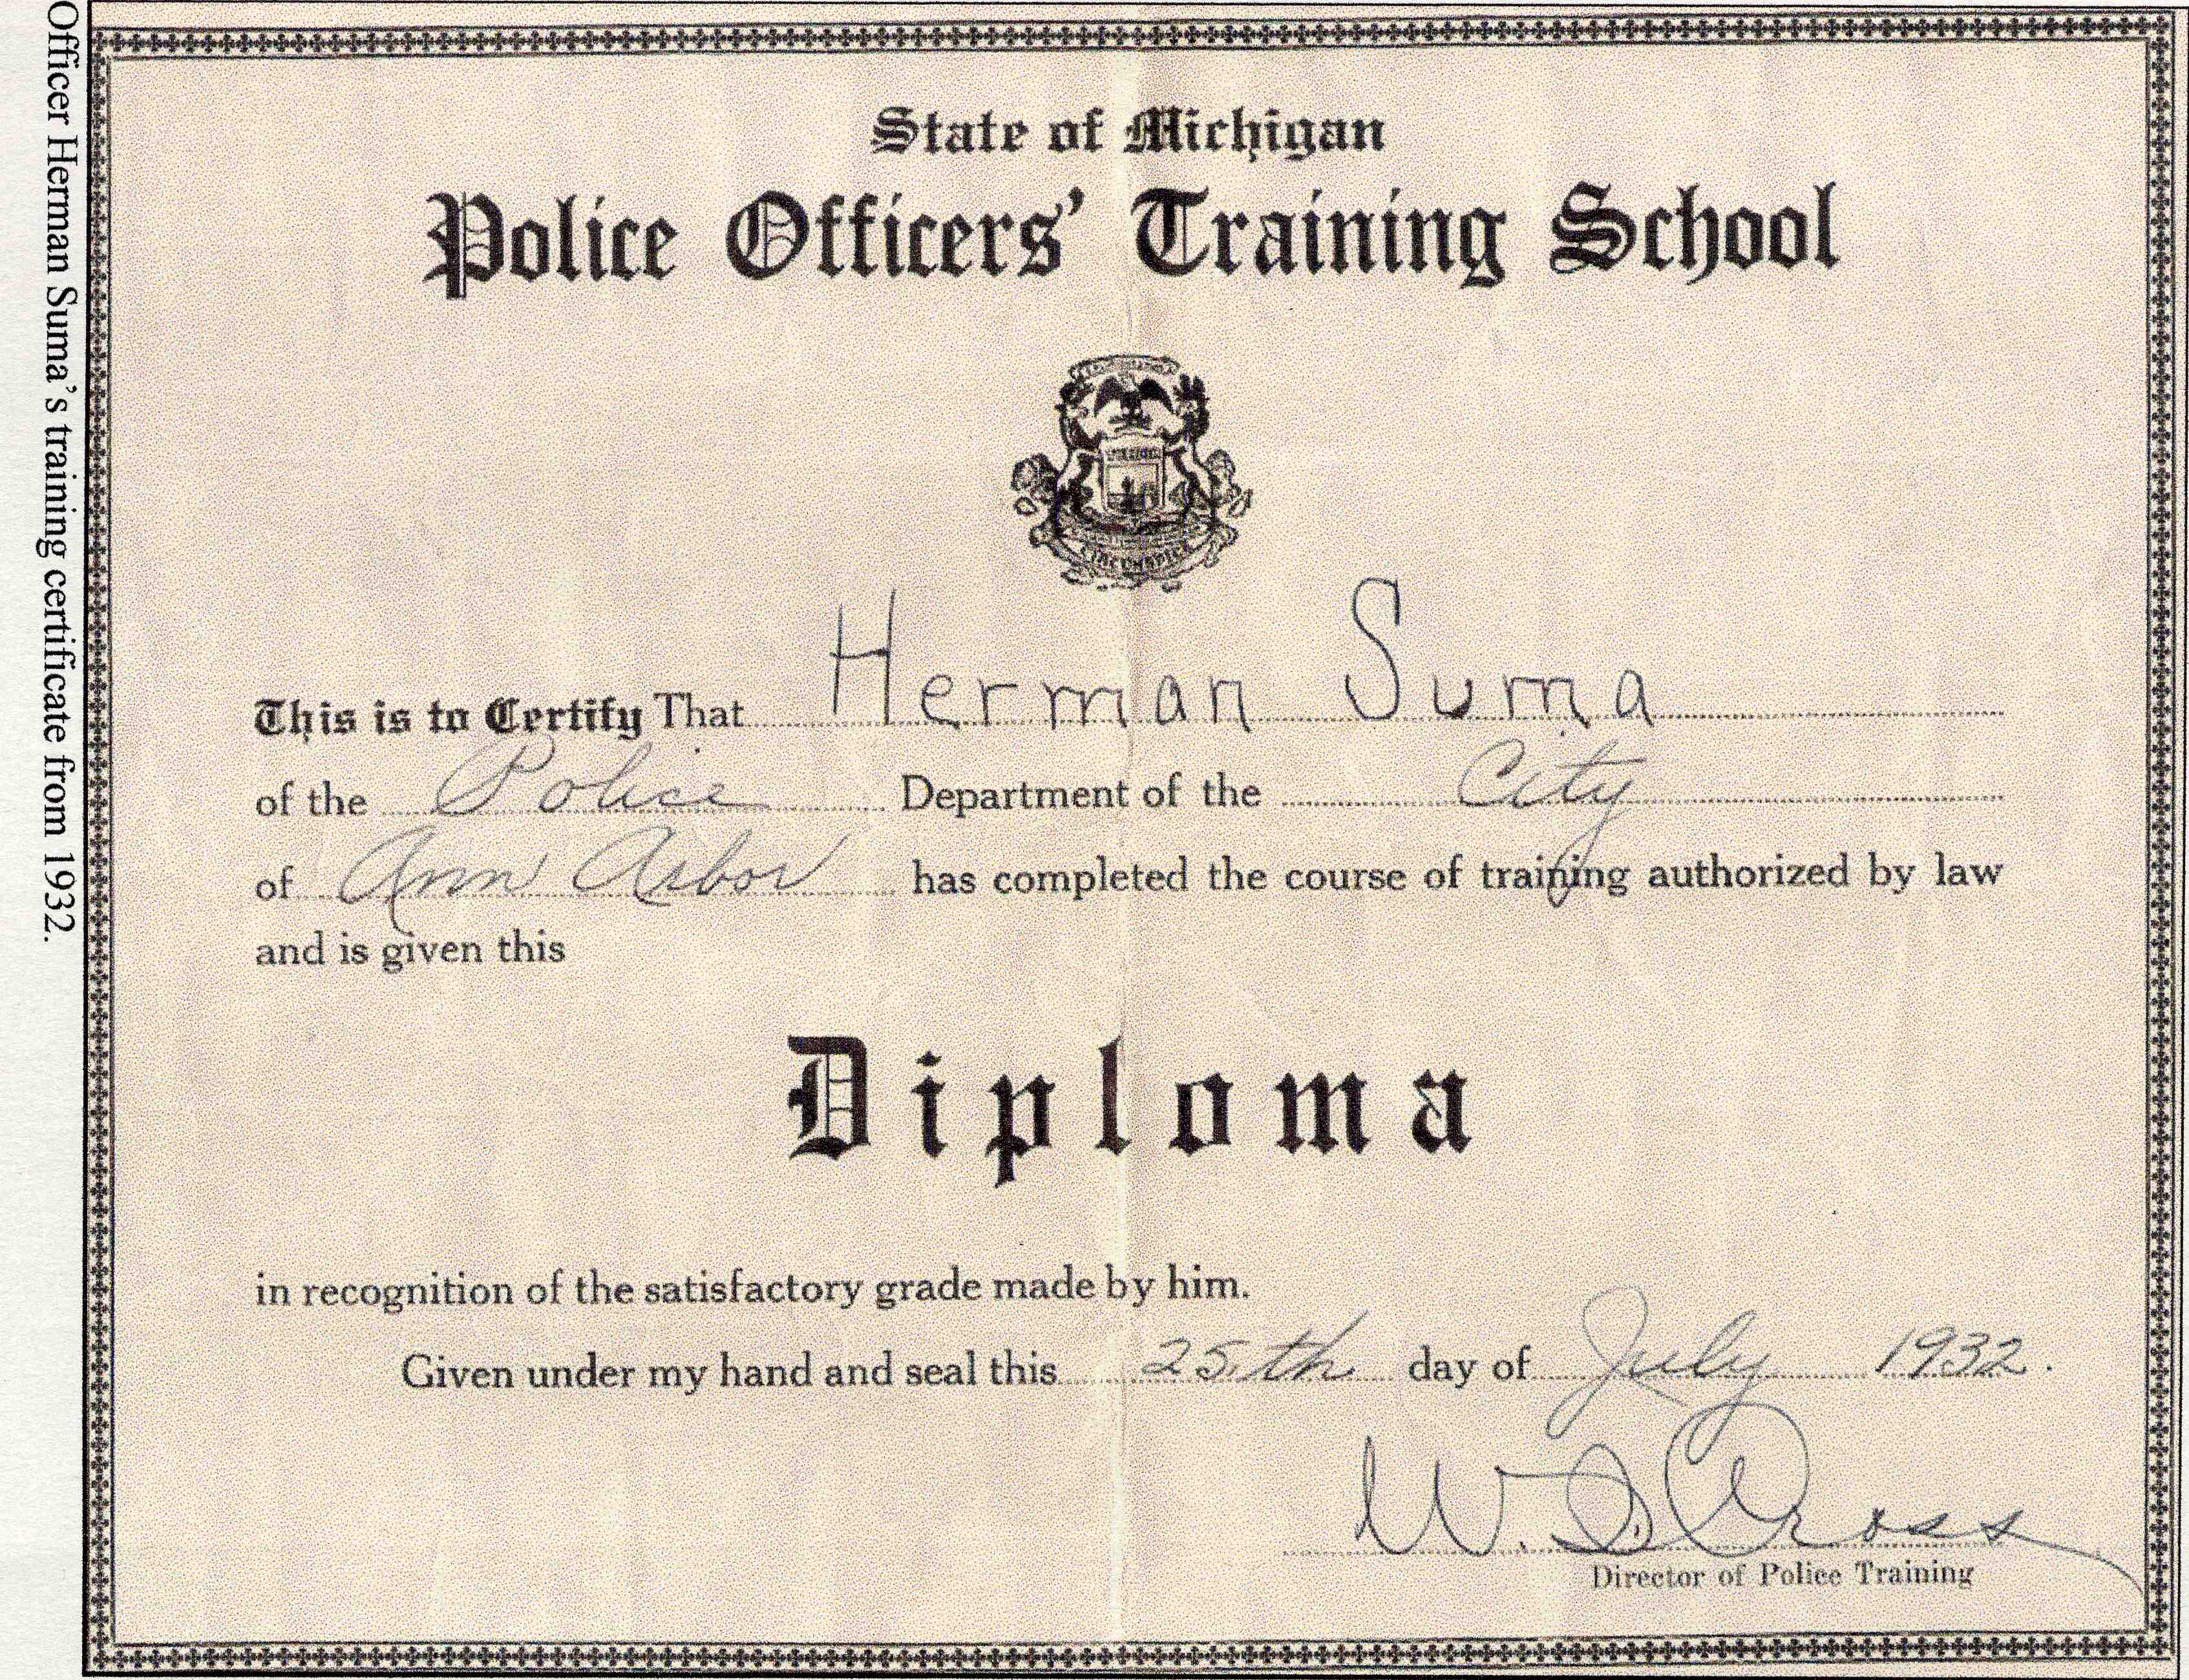 State of Michigan
Police Officers' Training School
CIRCUMSPICE
This is to Certify That Herman Suma
of the Police Department of the City
of Ann Arbor has completed the course of training authorized by law
and is given this
Diploma
in recognition of the satisfactory grade made by him.
Given under my hand and seal this 25th day of July 1932.
W.
Director of Police Training
Officer Herman Suma's training certificate from 1932.